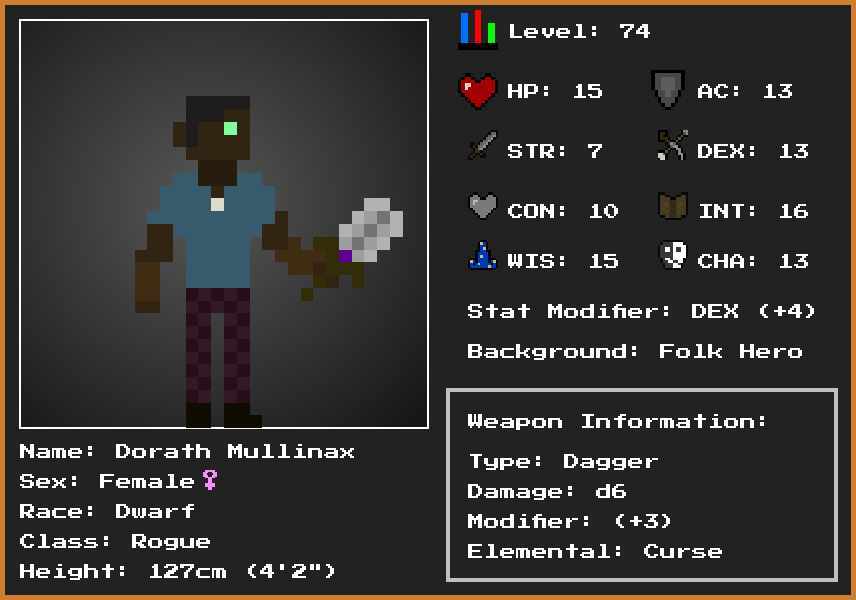 Level: 74
HP: 15
AC: 13
STR: 7
DEX: 13
CON: 10
INT: 16
WIS: 15
CHA: 13
Stat Modifier: DEX (+4)
Background: Folk Hero
Weapon Information:
Type: Dagger
Damage: d6
Modifier: (+3)
Elemental: Curse
Name: Dorath Mullinax
Sex: Female♀
Race: Dwarf
Class: Rogue
Height: 127cm (4'2")